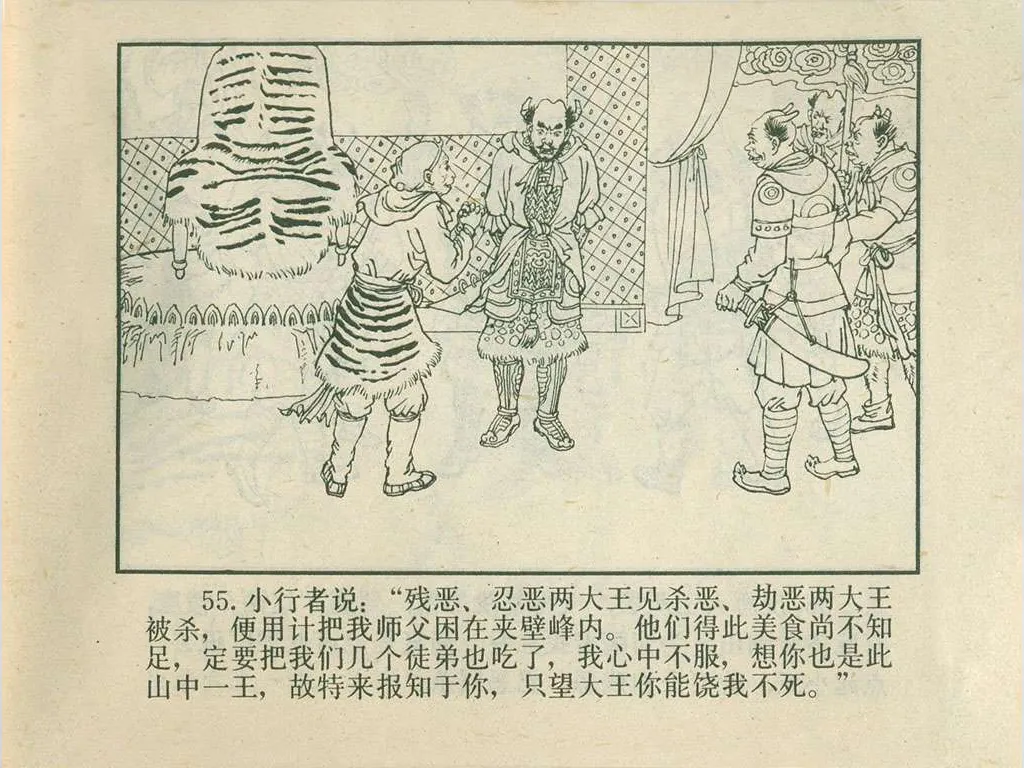 55. 小行者说：“残恶、忍恶两大王见杀恶、劫恶两大王
被杀，便用计把我师父困在夹壁峰内。他们得此美食尚不知
足，定要把我们几个徒弟也吃了，我心中不服，想你也是此
山中一王，故特来报知于你，只望大王你能饶我不死。”